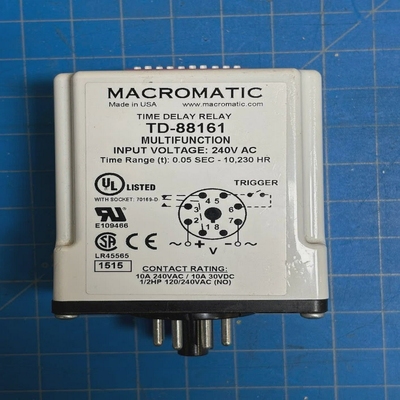 MACROMATIC
Made in USA www.macromatic.com
TIME DELAY RELAY
TD-88161
MULTIFUNCTION
INPUT VOLTAGE: 240V AC
Time Range (t): 0.05 SEC - 10,230 HR
UL LISTED
WITH SOCKET: 70169-D
TRIGGER
E109466
4 5
3 6
2 7
1 8
~ + V - ~
SA CE
LR45565
1515
CONTACT RATING:
10A 240VAC / 10A 30VDC
1/2HP 120/240VAC (NO)